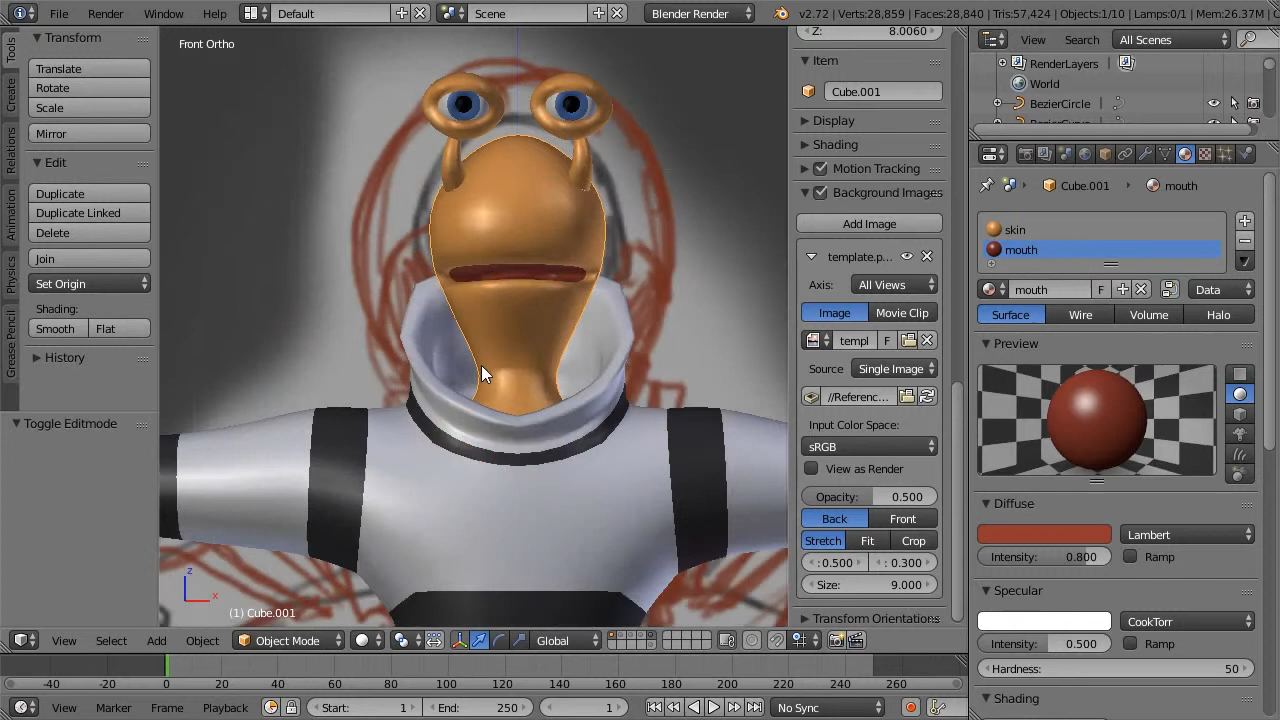 File Render Window Help Default Scene Blender Render v2.72 | Verts:28,859 | Faces:28,840 | Tris:57,424 | Objects:1/10 | Lamps:0/1 | Mem:26.37M
Tools
Create
Relations
Animation
Physics
Grease Pencil
Transform
Translate
Rotate
Scale
Mirror
Edit
Duplicate
Duplicate Linked
Delete
Join
Set Origin
Shading:
Smooth Flat
History
Toggle Editmode
Front Ortho
z
x
(1) Cube.001
Z: 8.0060
Item
Cube.001
Display
Shading
Motion Tracking
Background Images
Add Image
template.p...
Axis: All Views
Image Movie Clip
templ F
Source Single Image
//Referenc...
Input Color Space:
sRGB
View as Render
Opacity: 0.500
Back Front
Stretch Fit Crop
:0.500 : 0.300
Size: 9.000
Transform Orientations
View Select Add Object Object Mode Global
-40 -20 0 20 40 60 80 100 120 140 160 180 200 220 240 260
View Marker Frame Playback Start: 1 End: 250 1 No Sync
View Search All Scenes
RenderLayers
World
BezierCircle
Cube.001 mouth
skin
mouth
mouth F Data
Surface Wire Volume Halo
Preview
Diffuse
Lambert
Intensity: 0.800 Ramp
Specular
CookTorr
Intensity: 0.500 Ramp
Hardness: 50
Shading